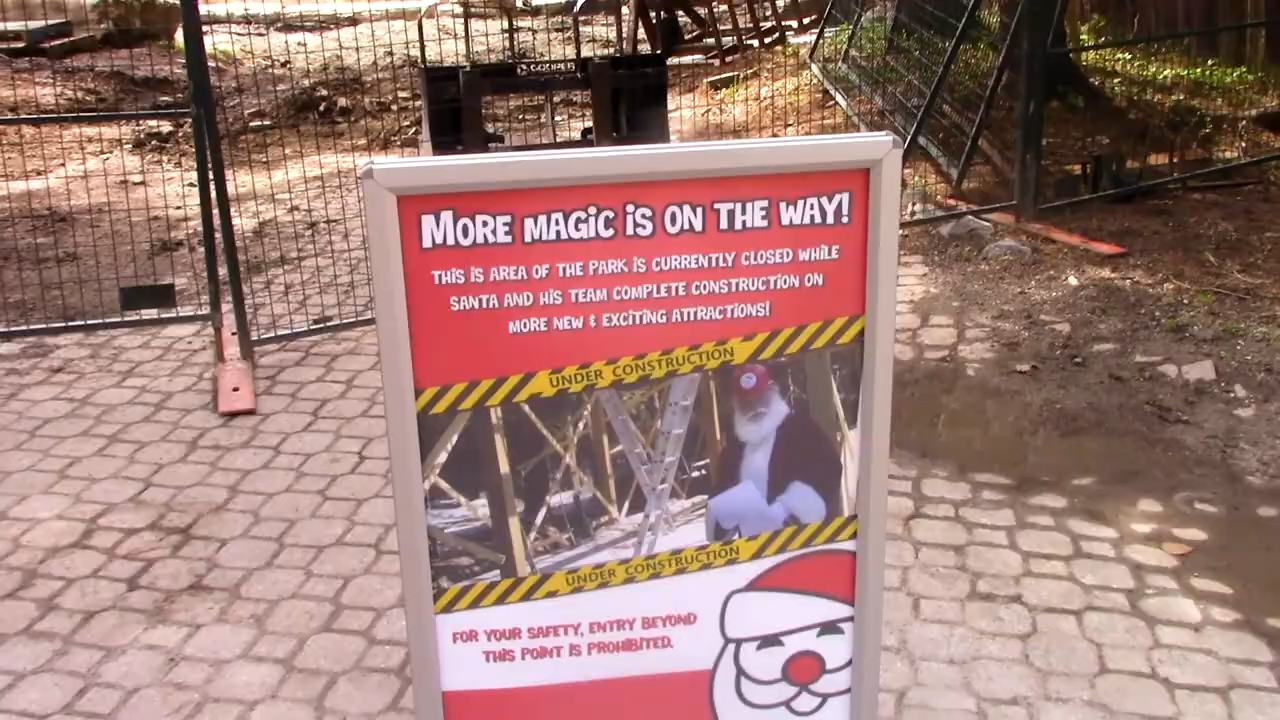 COOPER
MORE MAGIC IS ON THE WAY!
THIS IS AREA OF THE PARK IS CURRENTLY CLOSED WHILE
SANTA AND HIS TEAM COMPLETE CONSTRUCTION ON
MORE NEW & EXCITING ATTRACTIONS!
UNDER CONSTRUCTION
UNDER CONSTRUCTION
FOR YOUR SAFETY, ENTRY BEYOND
THIS POINT IS PROHIBITED.